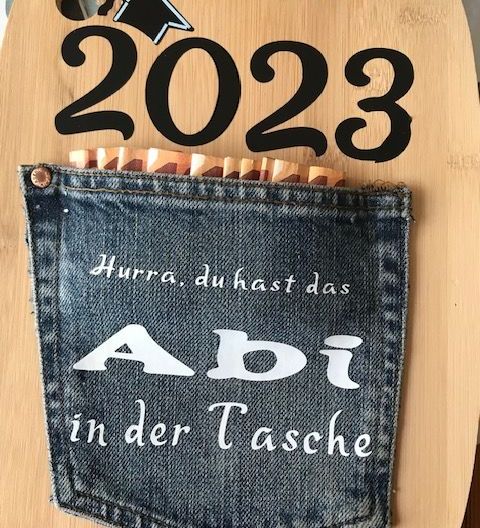 2023
Hurra, du hast das
Abi
in der Tasche